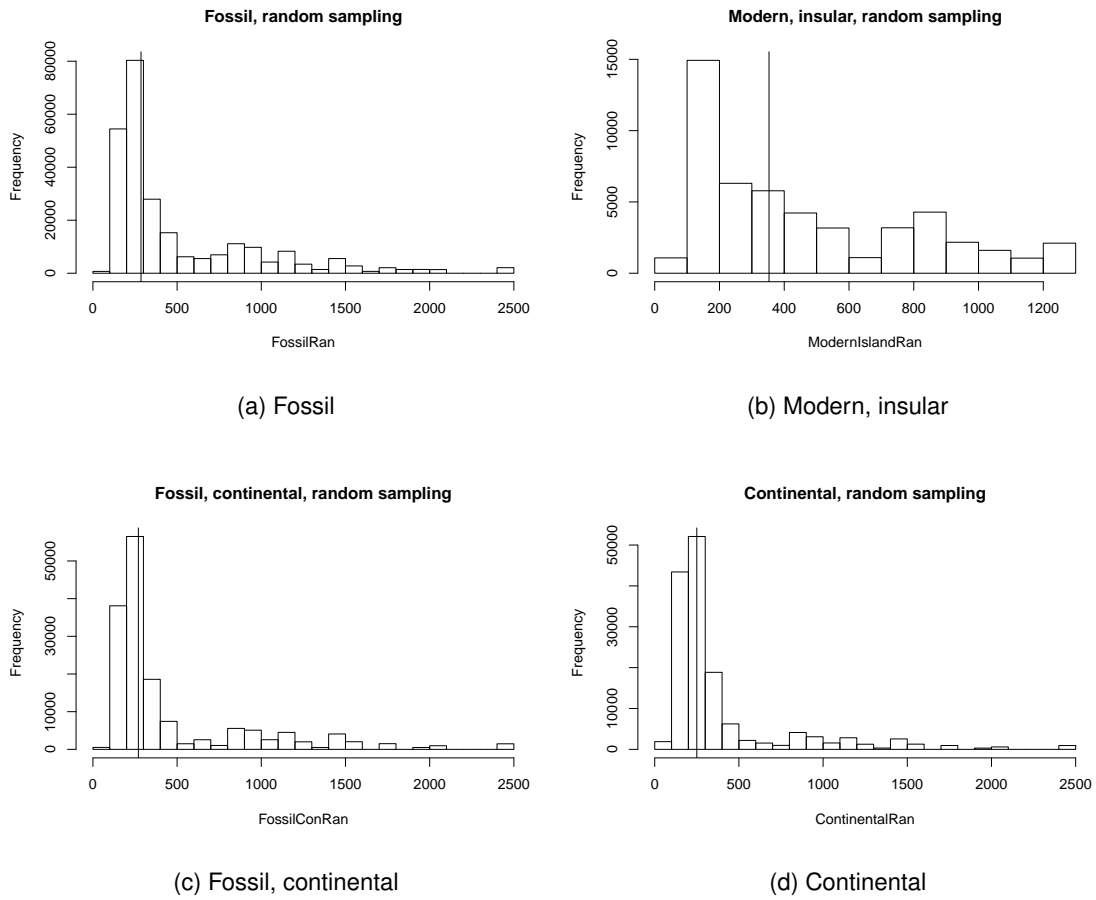 Fossil, random sampling
Frequency
0 20000 40000 60000 80000
0 500 1000 1500 2000 2500
FossilRan
(a) Fossil
Modern, insular, random sampling
Frequency
0 5000 10000 15000
0 200 400 600 800 1000 1200
ModernIslandRan
(b) Modern, insular
Fossil, continental, random sampling
Frequency
0 10000 30000 50000
0 500 1000 1500 2000 2500
FossilConRan
(c) Fossil, continental
Continental, random sampling
Frequency
0 10000 30000 50000
0 500 1000 1500 2000 2500
ContinentalRan
(d) Continental